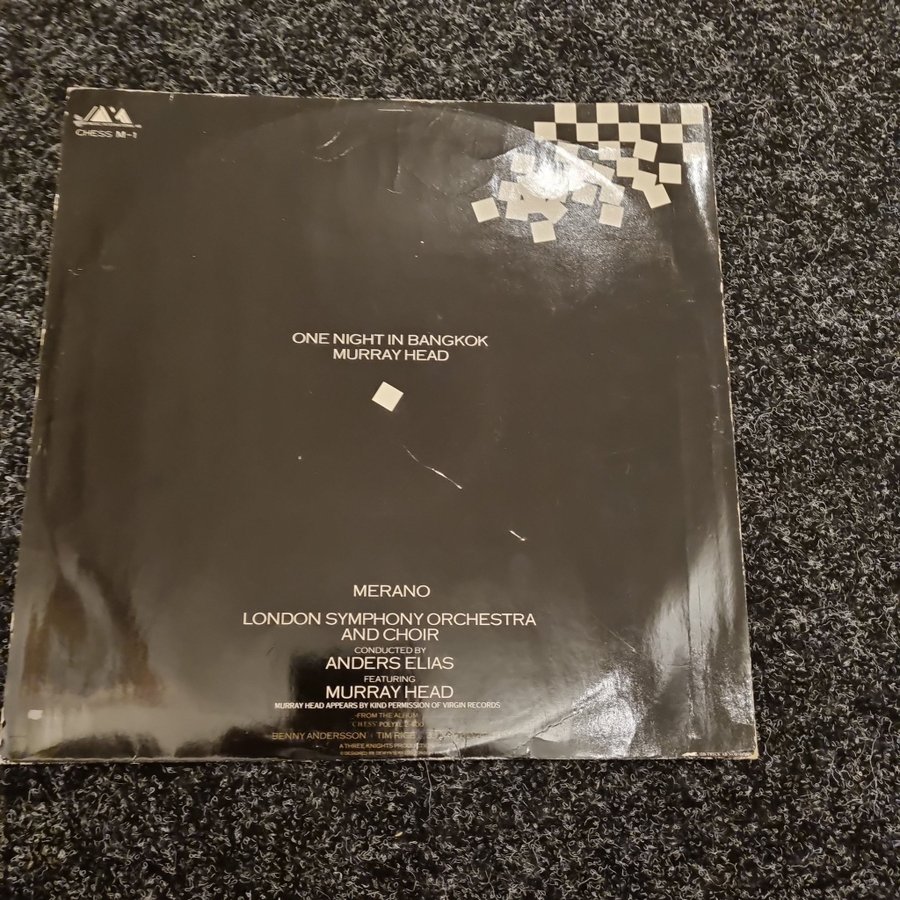 CHESS
ONE NIGHT IN BANGKOK
MURRAY HEAD
MERANO
LONDON SYMPHONY ORCHESTRA
AND CHOIR
CONDUCTED BY
ANDERS ELIAS
FEATURING
MURRAY HEAD
MURRAY HEAD APPEARS BY KIND PERMISSION OF VIRGIN RECORDS
FROM THE ALBUM
CHESS
BENNY ANDERSSON · TIM RICE
A THREE KNIGHTS PRODUCTION